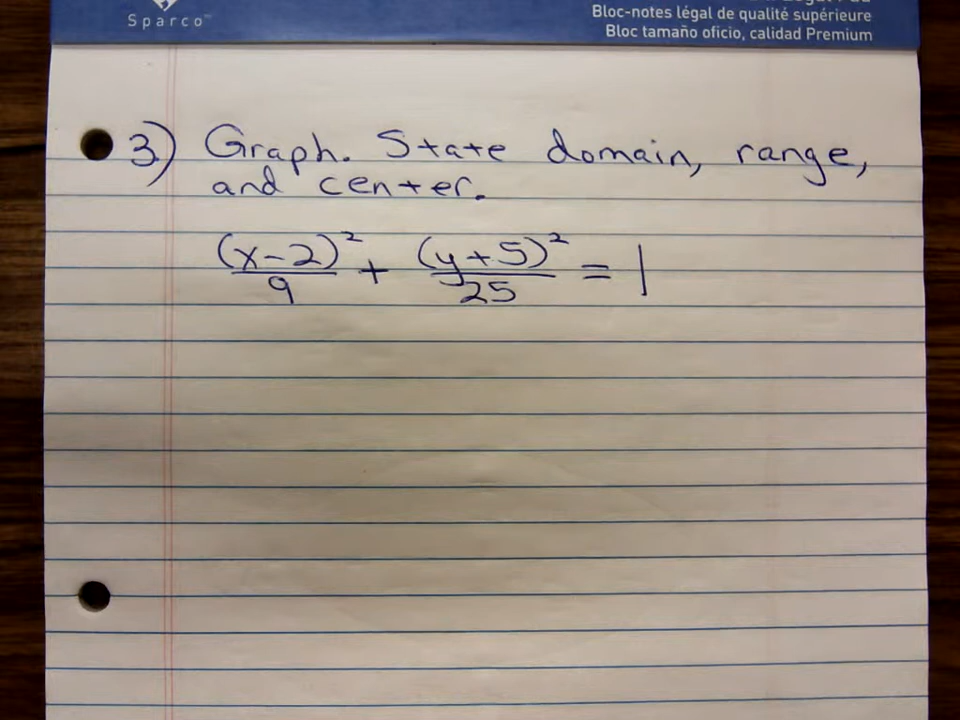 Sparco™
Bloc-notes légal de qualité supérieure
Bloc tamaño oficio, calidad Premium
3.) Graph. State domain, range,
and center.
(x-2)²/9 + (y+5)²/25 = 1